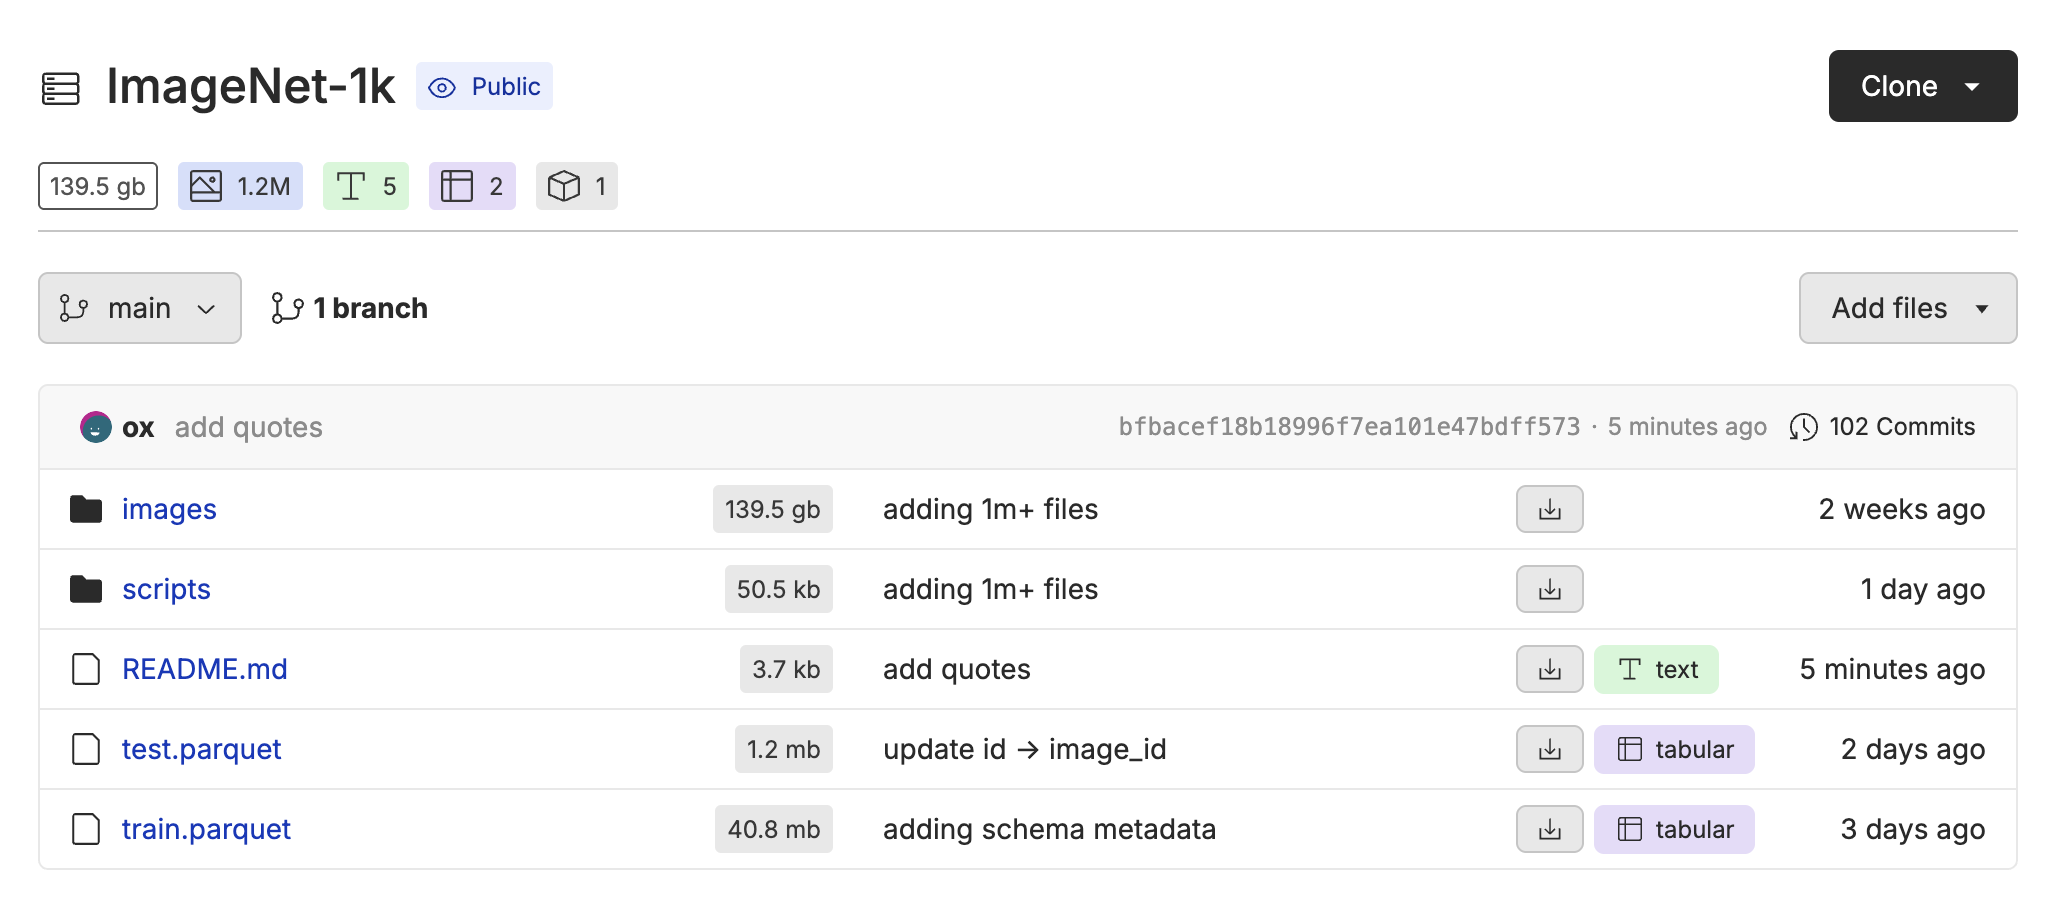 ImageNet-1k Public Clone
139.5 gb 1.2M 5 2 1
main 1 branch Add files
ox add quotes bfbacef18b18996f7ea101e47bdff573 · 5 minutes ago 102 Commits
images 139.5 gb adding 1m+ files 2 weeks ago
scripts 50.5 kb adding 1m+ files 1 day ago
README.md 3.7 kb add quotes text 5 minutes ago
test.parquet 1.2 mb update id → image_id tabular 2 days ago
train.parquet 40.8 mb adding schema metadata tabular 3 days ago